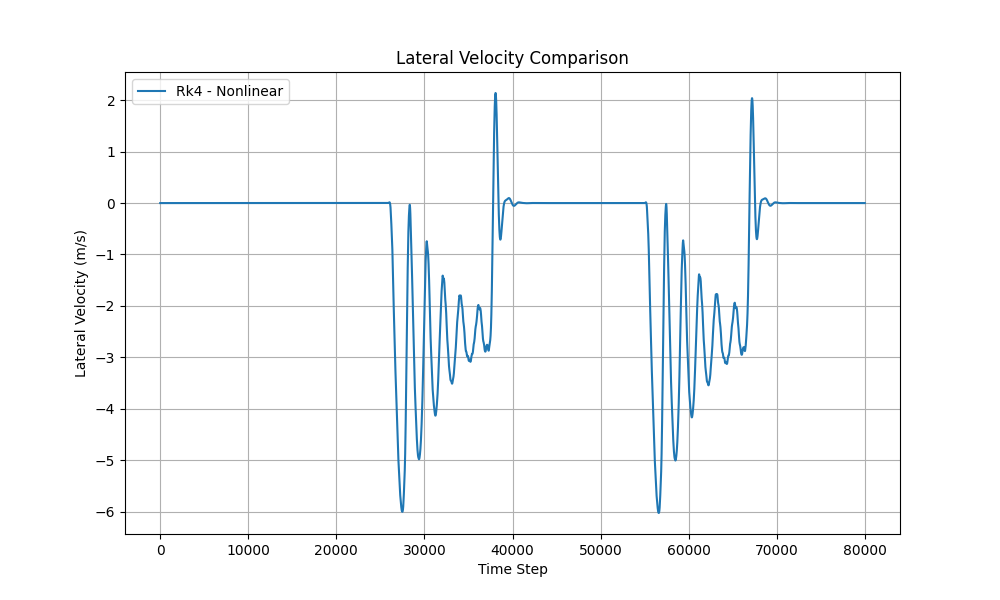 Lateral Velocity Comparison
Rk4 - Nonlinear
Lateral Velocity (m/s)
2
1
0
−1
−2
−3
−4
−5
−6
0 10000 20000 30000 40000 50000 60000 70000 80000
Time Step